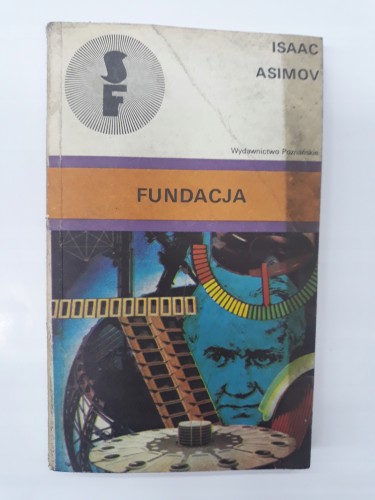 SF
ISAAC
ASIMOV
Wydawnictwo Poznańskie
FUNDACJA